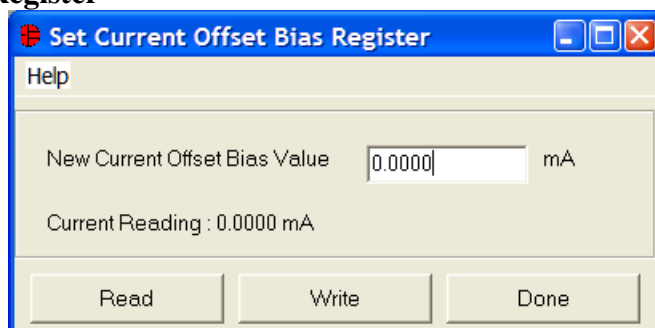 Register
Set Current Offset Bias Register
Help
New Current Offset Bias Value 0.0000 mA
Current Reading : 0.0000 mA
Read Write Done